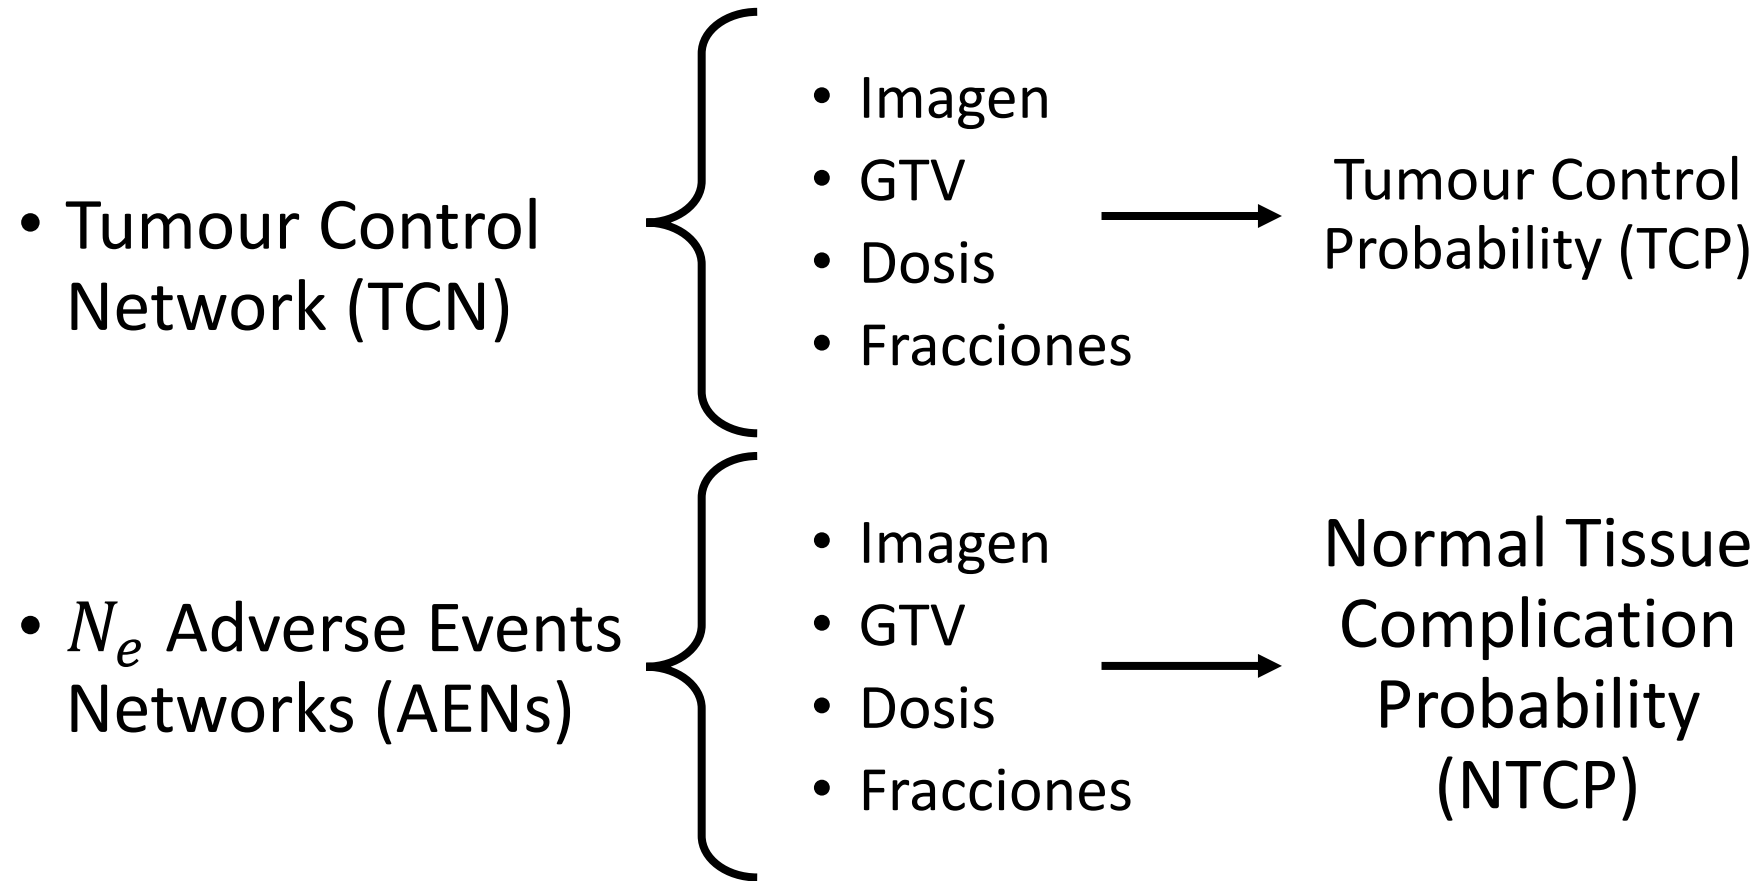 • Tumour Control
Network (TCN)
• Imagen
• GTV
• Dosis
• Fracciones
Tumour Control
Probability (TCP)
• Nₑ Adverse Events
Networks (AENs)
• Imagen
• GTV
• Dosis
• Fracciones
Normal Tissue
Complication
Probability
(NTCP)